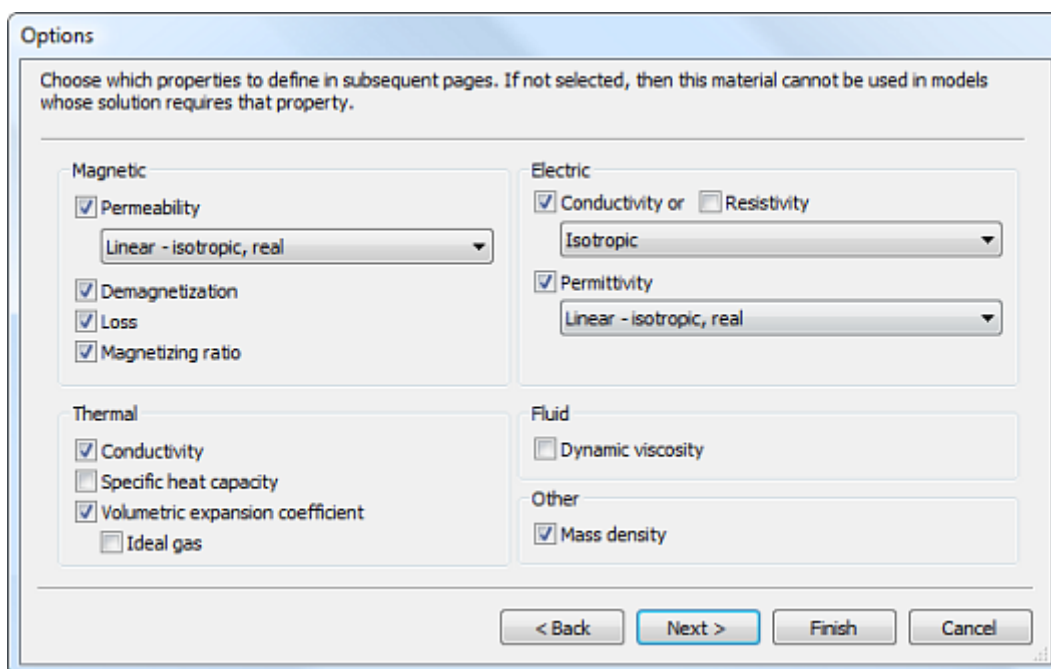 Options
Choose which properties to define in subsequent pages. If not selected, then this material cannot be used in models
whose solution requires that property.
Magnetic
Permeability
Linear - isotropic, real
Demagnetization
Loss
Magnetizing ratio
Electric
Conductivity or Resistivity
Isotropic
Permittivity
Linear - isotropic, real
Thermal
Conductivity
Specific heat capacity
Volumetric expansion coefficient
Ideal gas
Fluid
Dynamic viscosity
Other
Mass density
< Back Next > Finish Cancel